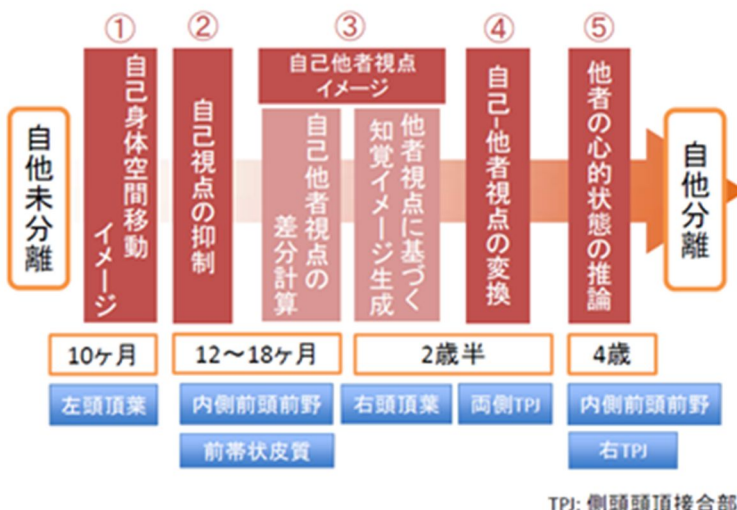 ① ② ③ ④ ⑤
自他未分離
自己身体空間移動
イメージ
自己視点の抑制
自己他者視点
イメージ
自己他者視点の
差分計算
他者視点に基づく
知覚イメージ生成
自己-他者視点の変換
他者の心的状態の推論
自他分離
10ヶ月
12～18ヶ月
2歳半
4歳
左頭頂葉
内側前頭前野
右頭頂葉
両側TPJ
内側前頭前野
前帯状皮質
右TPJ
TPJ: 側頭頭頂接合部